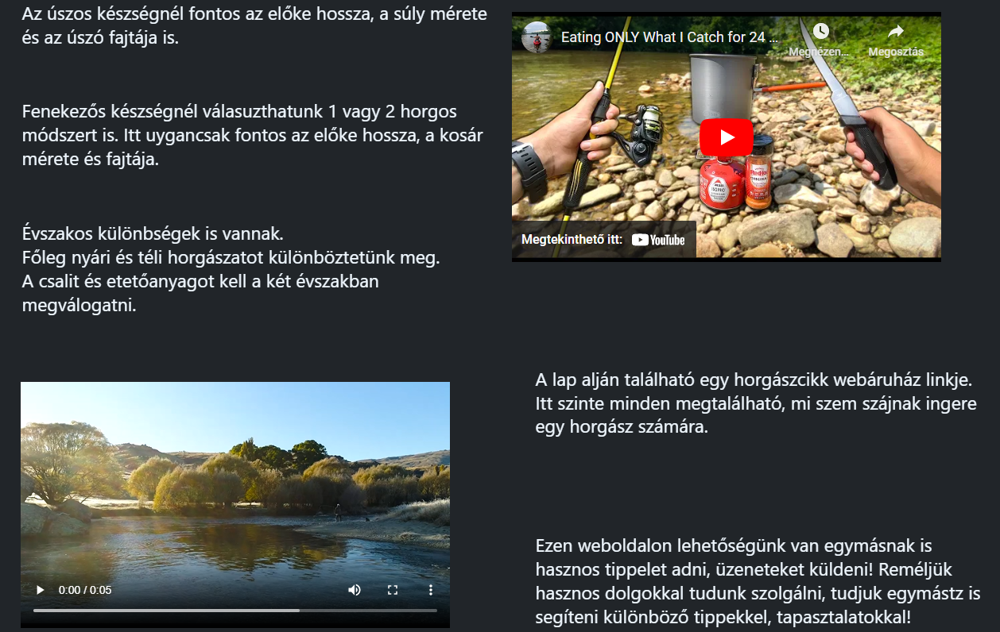 Az úszos készségnél fontos az előke hossza, a súly mérete
és az úszó fajtája is.
Fenekezős készségnél válasuzthatunk 1 vagy 2 horgos
módszert is. Itt uygancsak fontos az előke hossza, a kosár
mérete és fajtája.
Évszakos különbségek is vannak.
Főleg nyári és téli horgászatot különböztetünk meg.
A csalit és etetőanyagot kell a két évszakban
megválogatni.
Eating ONLY What I Catch for 24 ...
Megnézen...
Megosztás
MSR
ISOPRO
Megtekinthető itt: YouTube
0:00 / 0:05
A lap alján található egy horgászcikk webáruház linkje.
Itt szinte minden megtalálható, mi szem szájnak ingere
egy horgász számára.
Ezen weboldalon lehetőségünk van egymásnak is
hasznos tippelet adni, üzeneteket küldeni! Reméljük
hasznos dolgokkal tudunk szolgálni, tudjuk egymástz is
segíteni különböző tippekkel, tapasztalatokkal!